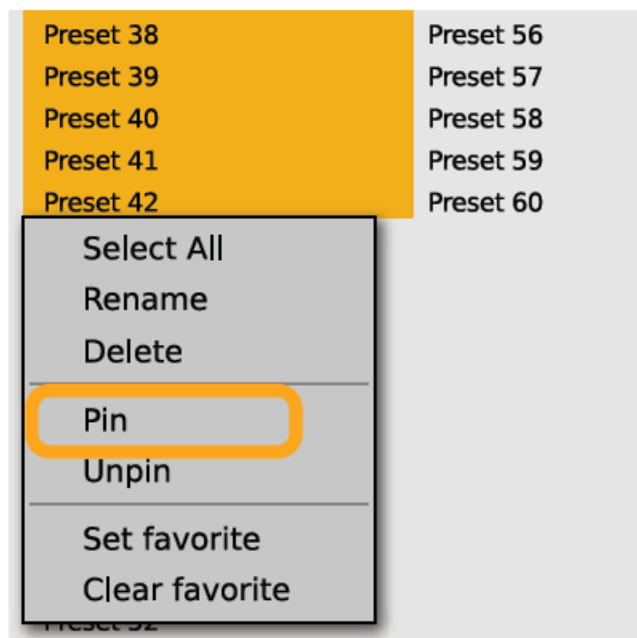 Preset 38
Preset 39
Preset 40
Preset 41
Preset 42
Preset 56
Preset 57
Preset 58
Preset 59
Preset 60
Select All
Rename
Delete
Pin
Unpin
Set favorite
Clear favorite